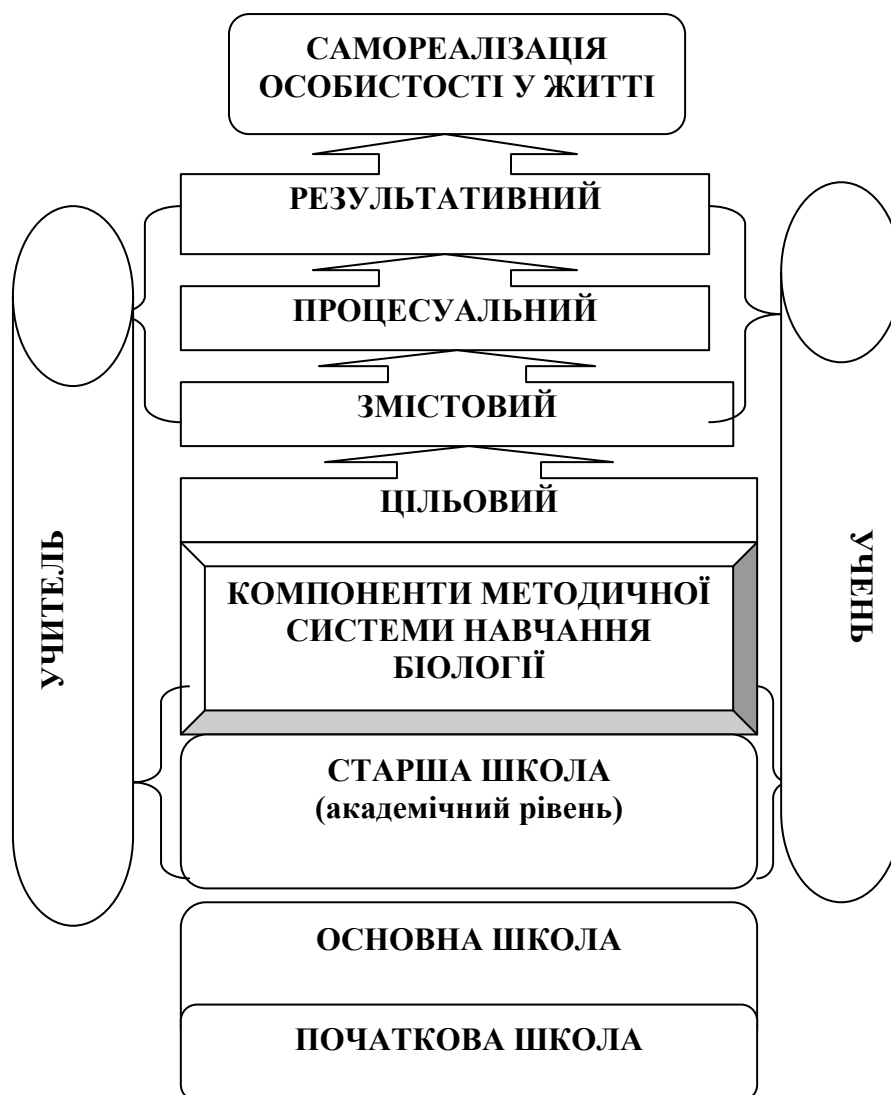 САМОРЕАЛІЗАЦІЯ
ОСОБИСТОСТІ У ЖИТТІ
РЕЗУЛЬТАТИВНИЙ
ПРОЦЕСУАЛЬНИЙ
ЗМІСТОВИЙ
ЦІЛЬОВИЙ
УЧИТЕЛЬ
КОМПОНЕНТИ МЕТОДИЧНОЇ
СИСТЕМИ НАВЧАННЯ
БІОЛОГІЇ
УЧЕНЬ
СТАРША ШКОЛА
(академічний рівень)
ОСНОВНА ШКОЛА
ПОЧАТКОВА ШКОЛА